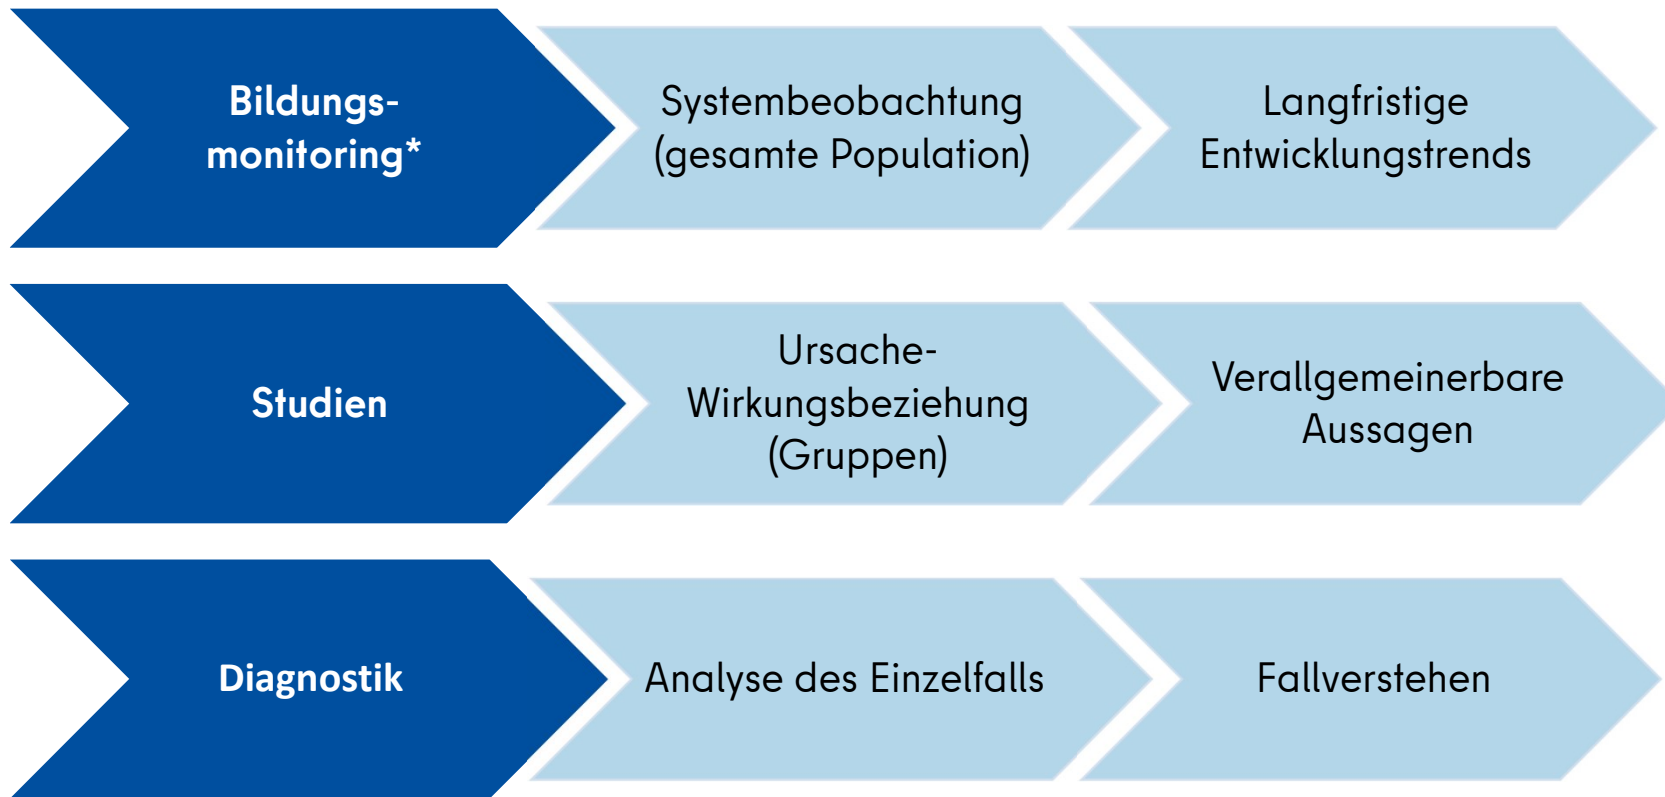 Bildungs-
monitoring*
Systembeobachtung
(gesamte Population)
Langfristige
Entwicklungstrends
Studien
Ursache-
Wirkungsbeziehung
(Gruppen)
Verallgemeinerbare
Aussagen
Diagnostik
Analyse des Einzelfalls
Fallverstehen